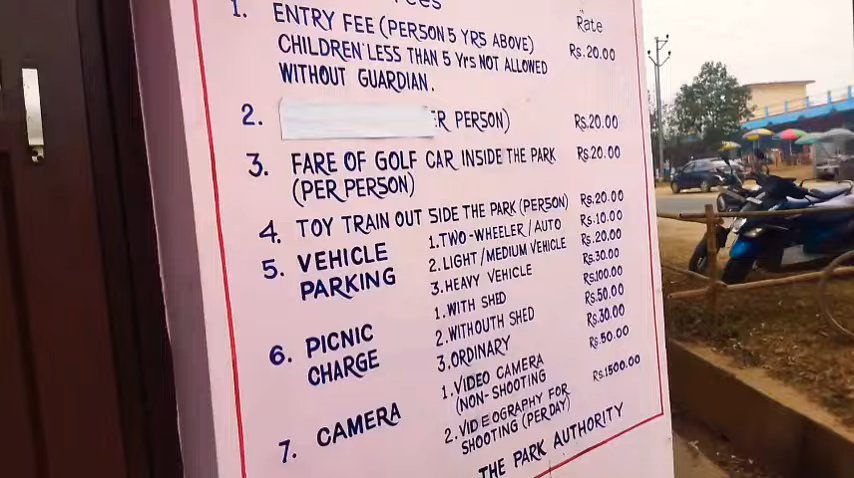 Fees
Rate
1. ENTRY FEE (PERSON 5 YRS ABOVE)
CHILDREN LESS THAN 5 Yrs NOT ALLOWED Rs.20.00
WITHOUT GUARDIAN.
2. ER PERSON) Rs.20.00
3. FARE OF GOLF CAR INSIDE THE PARK Rs.20.00
(PER PERSON)
4. TOY TRAIN OUT SIDE THE PARK (PERSON) Rs.20.00
5. VEHICLE PARKING 1.TWO-WHEELER / AUTO Rs.10.00
2.LIGHT/MEDIUM VEHICLE Rs.20.00
3.HEAVY VEHICLE Rs.30.00
6. PICNIC CHARGE 1.WITH SHED Rs.100.00
2.WITHOUTH SHED Rs.50.00
3.ORDINARY Rs.30.00
7. CAMERA 1.VIDEO CAMERA Rs.50.00
(NON-SHOOTING
2.VIDEOGRAPHY FOR Rs.1500.00
SHOOTING (PER DAY)
THE PARK AUTHORITY